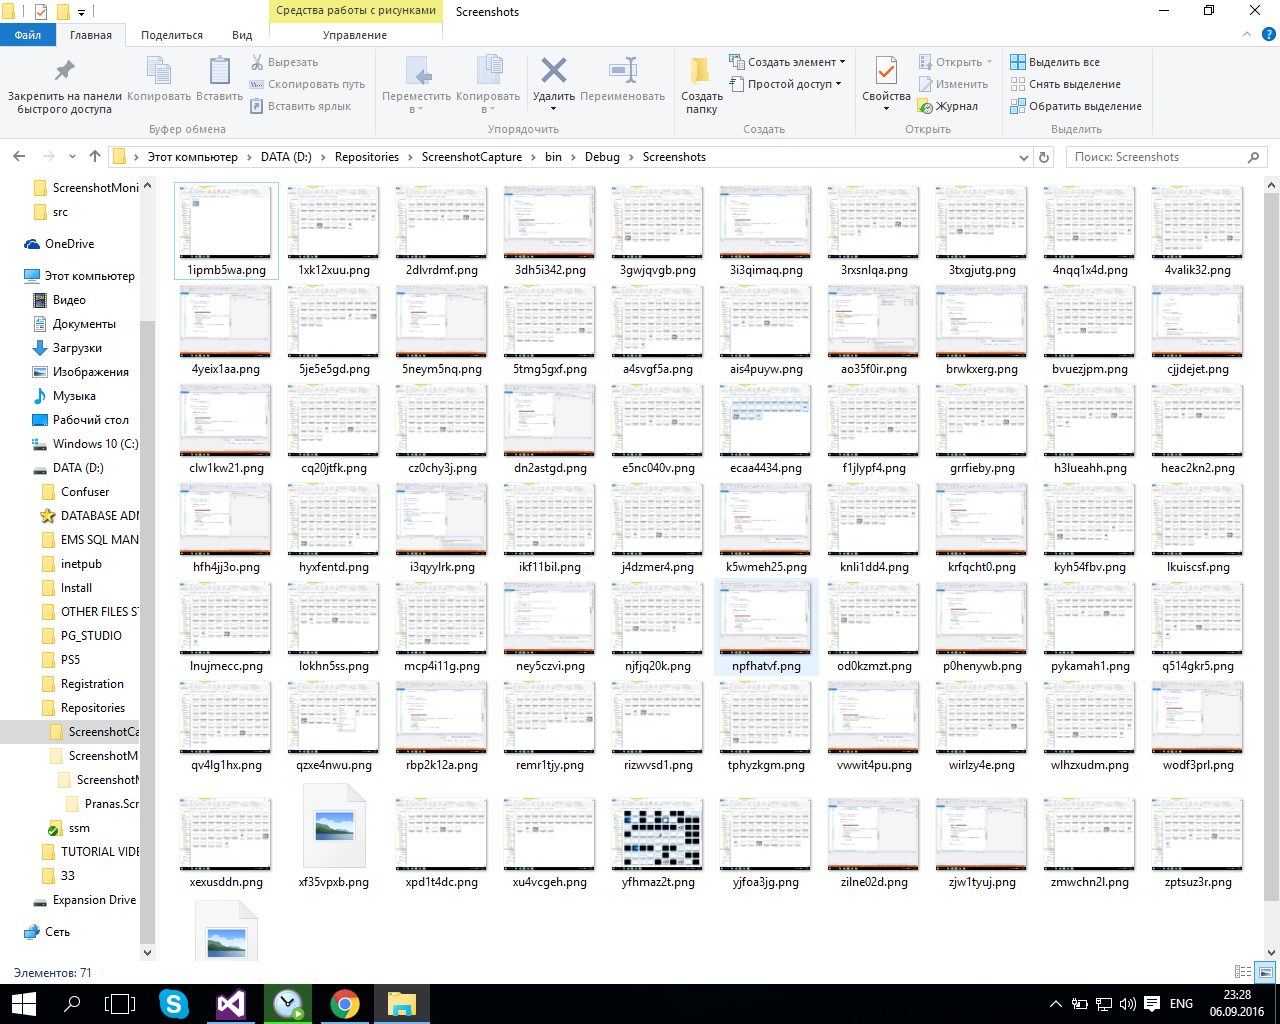 Средства работы с рисунками
Screenshots
Файл
Главная
Поделиться
Вид
Управление
Закрепить на панели быстрого доступа
Копировать
Вставить
Вырезать
Скопировать путь
Вставить ярлык
Буфер обмена
Переместить в
Копировать в
Удалить
Переименовать
Упорядочить
Создать папку
Создать элемент
Простой доступ
Создать
Свойства
Открыть
Изменить
Журнал
Открыть
Выделить все
Снять выделение
Обратить выделение
Выделить
Этот компьютер > DATA (D:) > Repositories > ScreenshotCapture > bin > Debug > Screenshots
Поиск: Screenshots
ScreenshotMoni
src
OneDrive
Этот компьютер
Видео
Документы
Загрузки
Изображения
Музыка
Рабочий стол
Windows 10 (C:)
DATA (D:)
Confuser
DATABASE ADM
EMS SQL MAN
inetpub
Install
OTHER FILES ST
PG_STUDIO
PS5
Registration
Repositories
ScreenshotCa
ScreenshotM
Screenshot
Pranas.Scr
ssm
TUTORIAL VIDE
33
Expansion Drive
Сеть
1ipmb5wa.png 1xk12xuu.png 2dlvrdmf.png 3dh5i342.png 3gwjqvgb.png 3i3qimaq.png 3rxsnlqa.png 3txgjutg.png 4nqq1x4d.png 4valik32.png
4yeix1aa.png 5je5e5gd.png 5neym5nq.png 5tmg5gxf.png a4svgf5a.png ais4puyw.png ao35f0ir.png brwkxerg.png bvuezjpm.png cjjdejet.png
clw1kw21.png cq20jtfk.png cz0chy3j.png dn2astgd.png e5nc040v.png ecaa4434.png f1jlypf4.png grrfieby.png h3lueahh.png heac2kn2.png
hfh4jj3o.png hyxfentd.png i3qyylrk.png ikf11bil.png j4dzmer4.png k5wmeh25.png knli1dd4.png krfqcht0.png kyh54fbv.png lkuiscsf.png
lnujmecc.png lokhn5ss.png mcp4i11g.png ney5czvi.png njfjq20k.png npfhatvf.png od0kzmzt.png p0henywb.png pykamah1.png q514gkr5.png
qv4lg1hx.png qzxe4nwu.png rbp2k12a.png remr1tjy.png rizwvsd1.png tphyzkgm.png vwwit4pu.png wirlzy4e.png wlhzxudm.png wodf3prl.png
xexusddn.png xf35vpxb.png xpd1t4dc.png xu4vcgeh.png yfhmaz2t.png yjfoa3jg.png zilne02d.png zjw1tyuj.png zmwchn2l.png zptsuz3r.png
Элементов: 71
ENG
23:28
06.09.2016